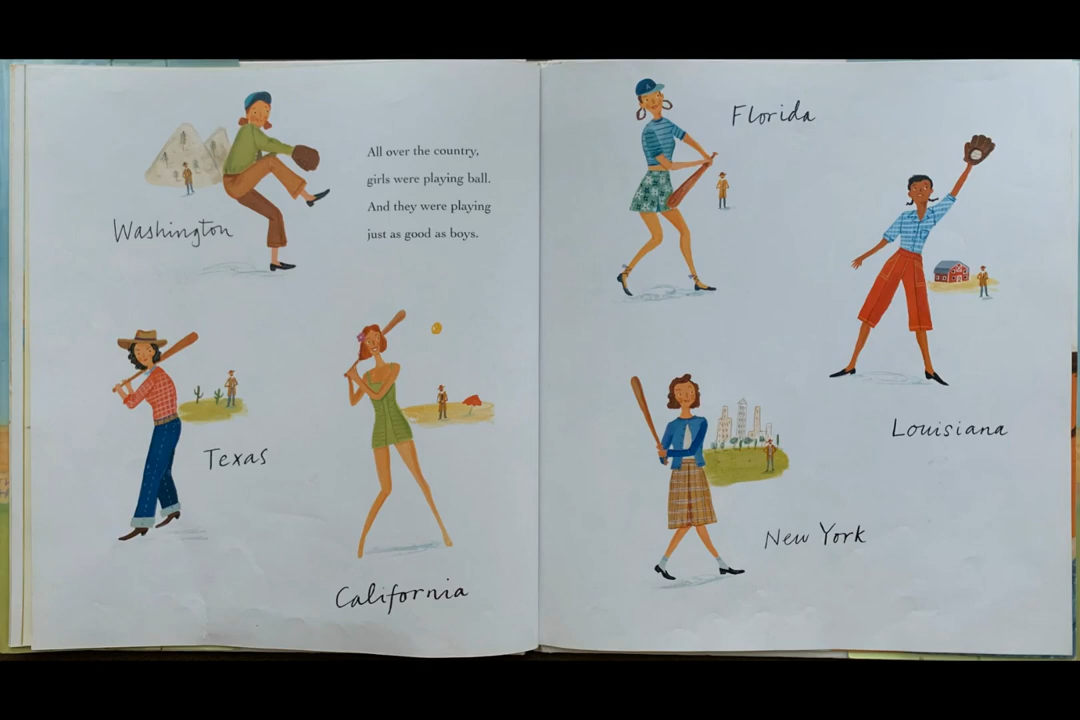 Washington
All over the country,
girls were playing ball.
And they were playing
just as good as boys.
Texas
California
Florida
Louisiana
New York